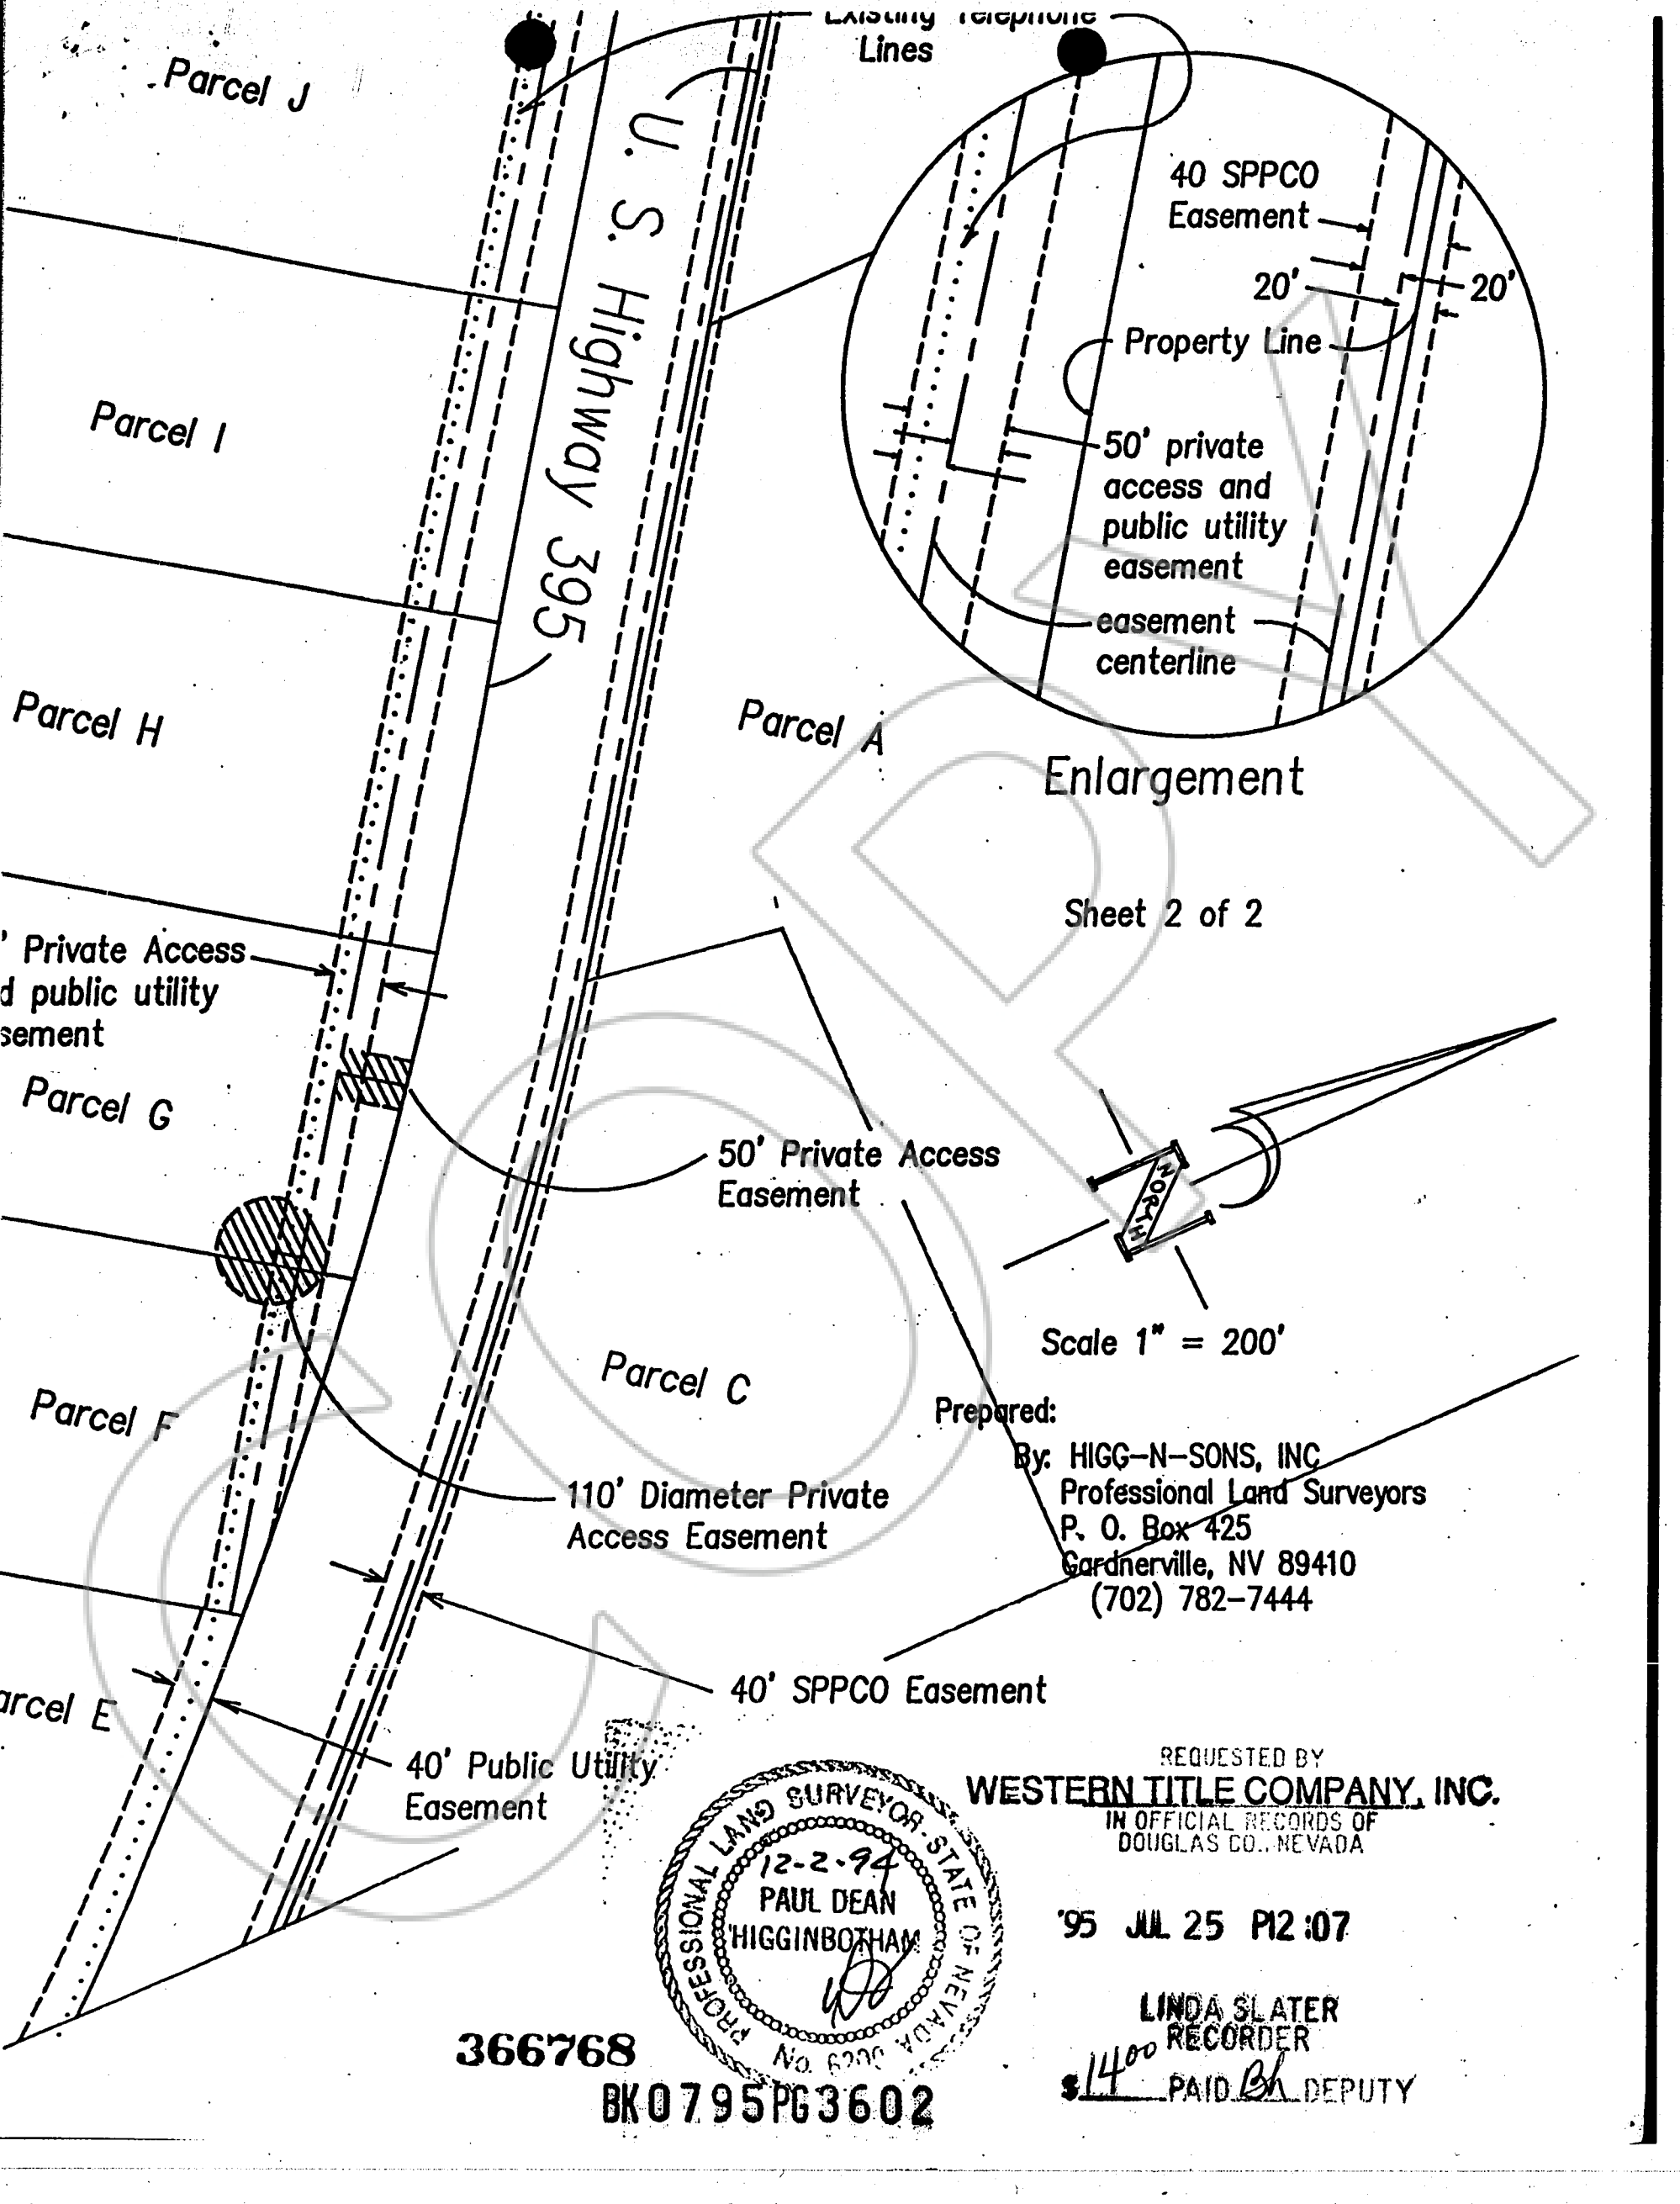 Existing Telephone
Lines
Parcel J
U. S. Highway 395
40 SPPCO
Easement
20'
20'
Property Line
Parcel I
50' private
access and
public utility
easement
easement
centerline
Parcel H
Parcel A
Enlargement
Sheet 2 of 2
' Private Access
d public utility
sement
Parcel G
50' Private Access
Easement
NORTH
Scale 1" = 200'
Parcel C
Parcel F
Prepared:
By: HIGG-N-SONS, INC
Professional Land Surveyors
P. O. Box 425
Gardnerville, NV 89410
(702) 782-7444
110' Diameter Private
Access Easement
40' SPPCO Easement
arcel E
40' Public Utility
Easement
COPY
PROFESSIONAL LAND SURVEYOR · STATE OF NEVADA
12-2-94
PAUL DEAN
HIGGINBOTHAM
No.
REQUESTED BY
WESTERN TITLE COMPANY, INC.
IN OFFICIAL RECORDS OF
DOUGLAS CO., NEVADA
'95 JUL 25 P12:07
LINDA SLATER
RECORDER
$14⁰⁰ PAID Bh DEPUTY
366768
BK0795PG3602